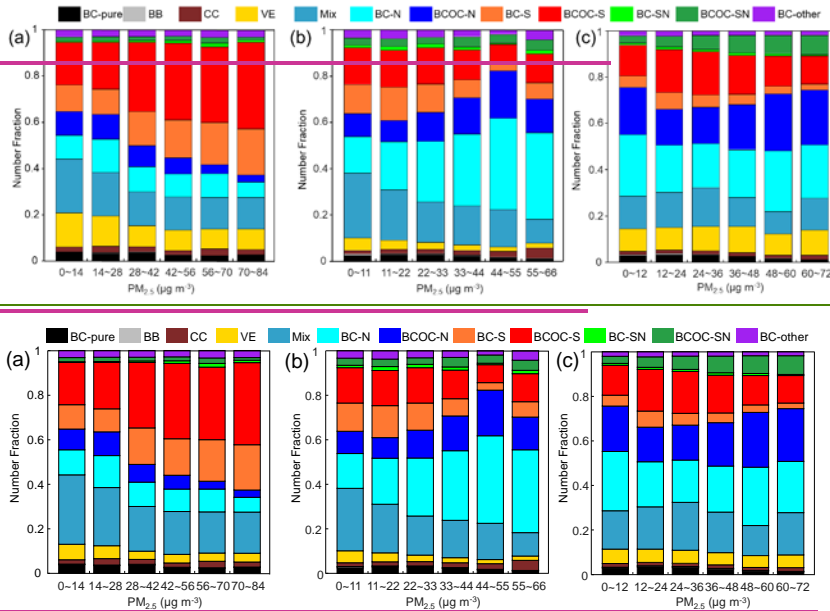 BC-pure BB CC VE Mix BC-N BCOC-N BC-S BCOC-S BC-SN BCOC-SN BC-other
(a) (b) (c)
1 1 1
0.8 0.8 0.8
0.6 0.6 0.6
0.4 0.4 0.4
0.2 0.2 0.2
0 0 0
Number Fraction Number Fraction Number Fraction
0~14 14~28 28~42 42~56 56~70 70~84 0~11 11~22 22~33 33~44 44~55 55~66 0~12 12~24 24~36 36~48 48~60 60~72
PM2.5 (μg m-3) PM2.5 (μg m-3) PM2.5 (μg m-3)
BC-pure BB CC VE Mix BC-N BCOC-N BC-S BCOC-S BC-SN BCOC-SN BC-other
(a) (b) (c)
1 1 1
0.8 0.8 0.8
0.6 0.6 0.6
0.4 0.4 0.4
0.2 0.2 0.2
0 0 0
Number Fraction Number Fraction Number Fraction
0~14 14~28 28~42 42~56 56~70 70~84 0~11 11~22 22~33 33~44 44~55 55~66 0~12 12~24 24~36 36~48 48~60 60~72
PM2.5 (μg m-3) PM2.5 (μg m-3) PM2.5 (μg m-3)